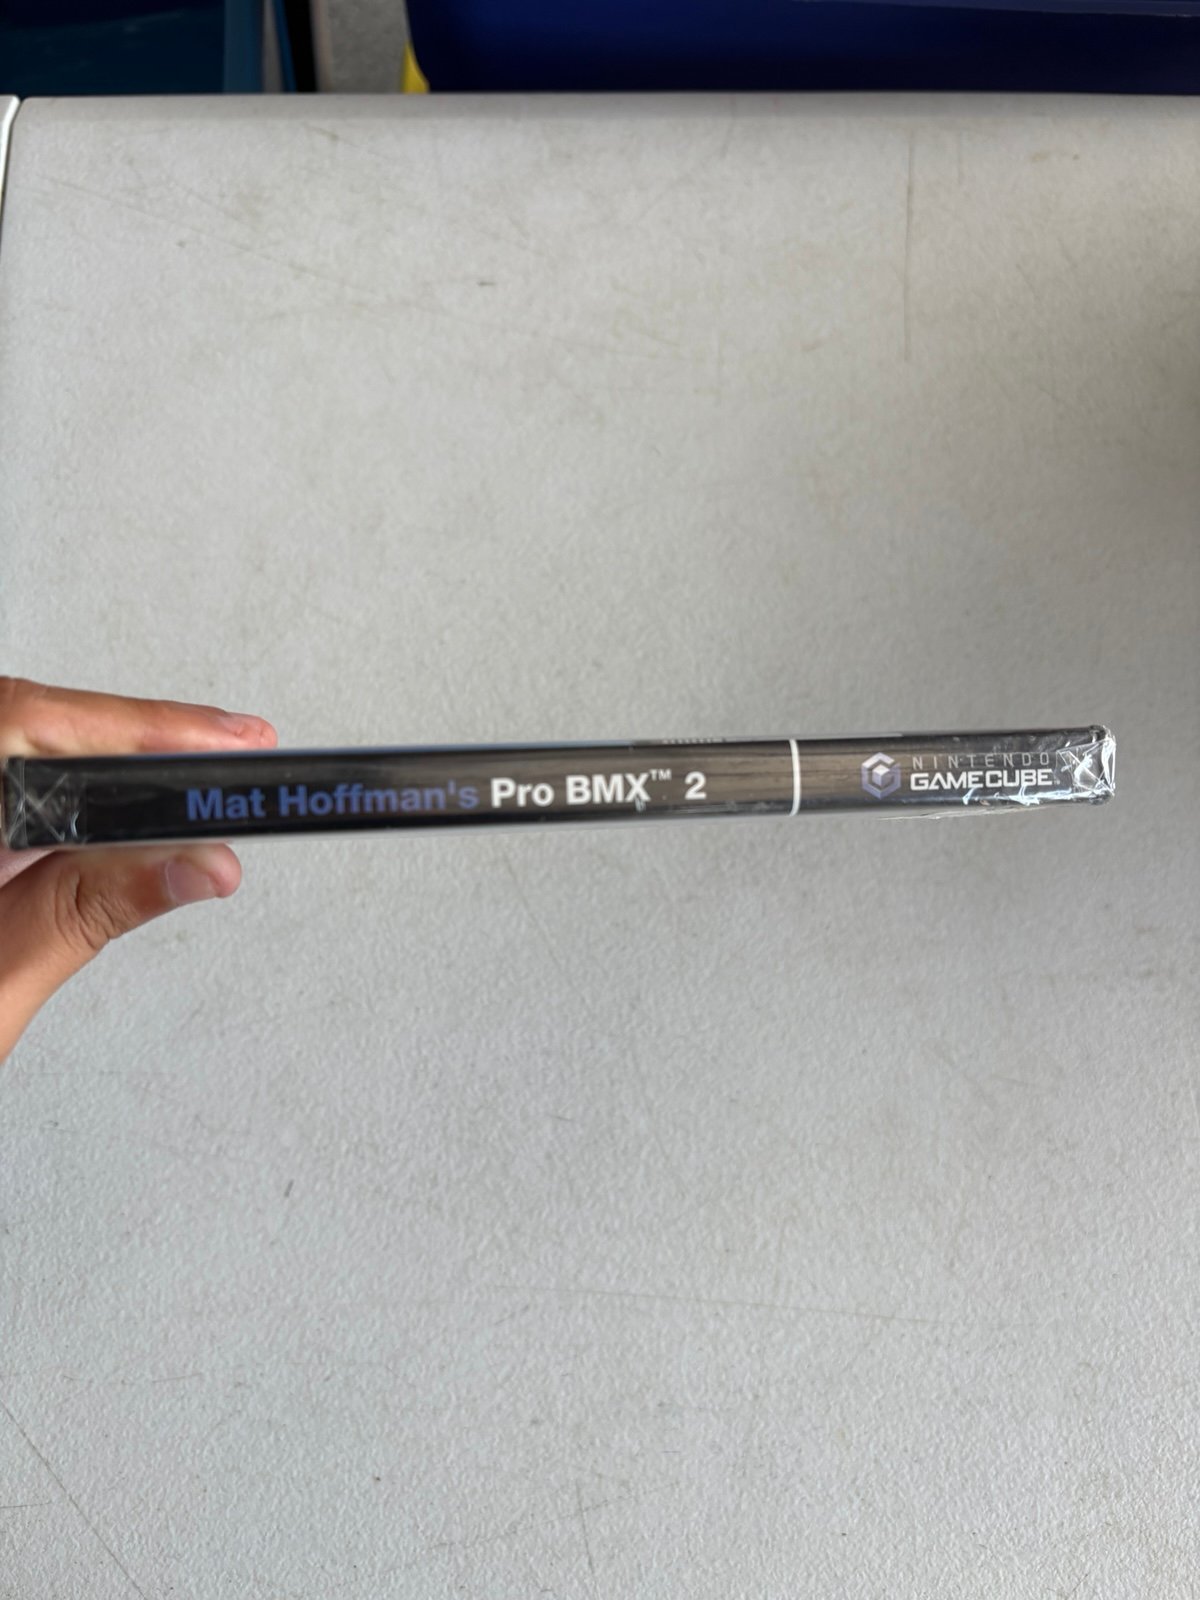 Mat Hoffman's Pro BMX™ 2
NINTENDO
GAMECUBE